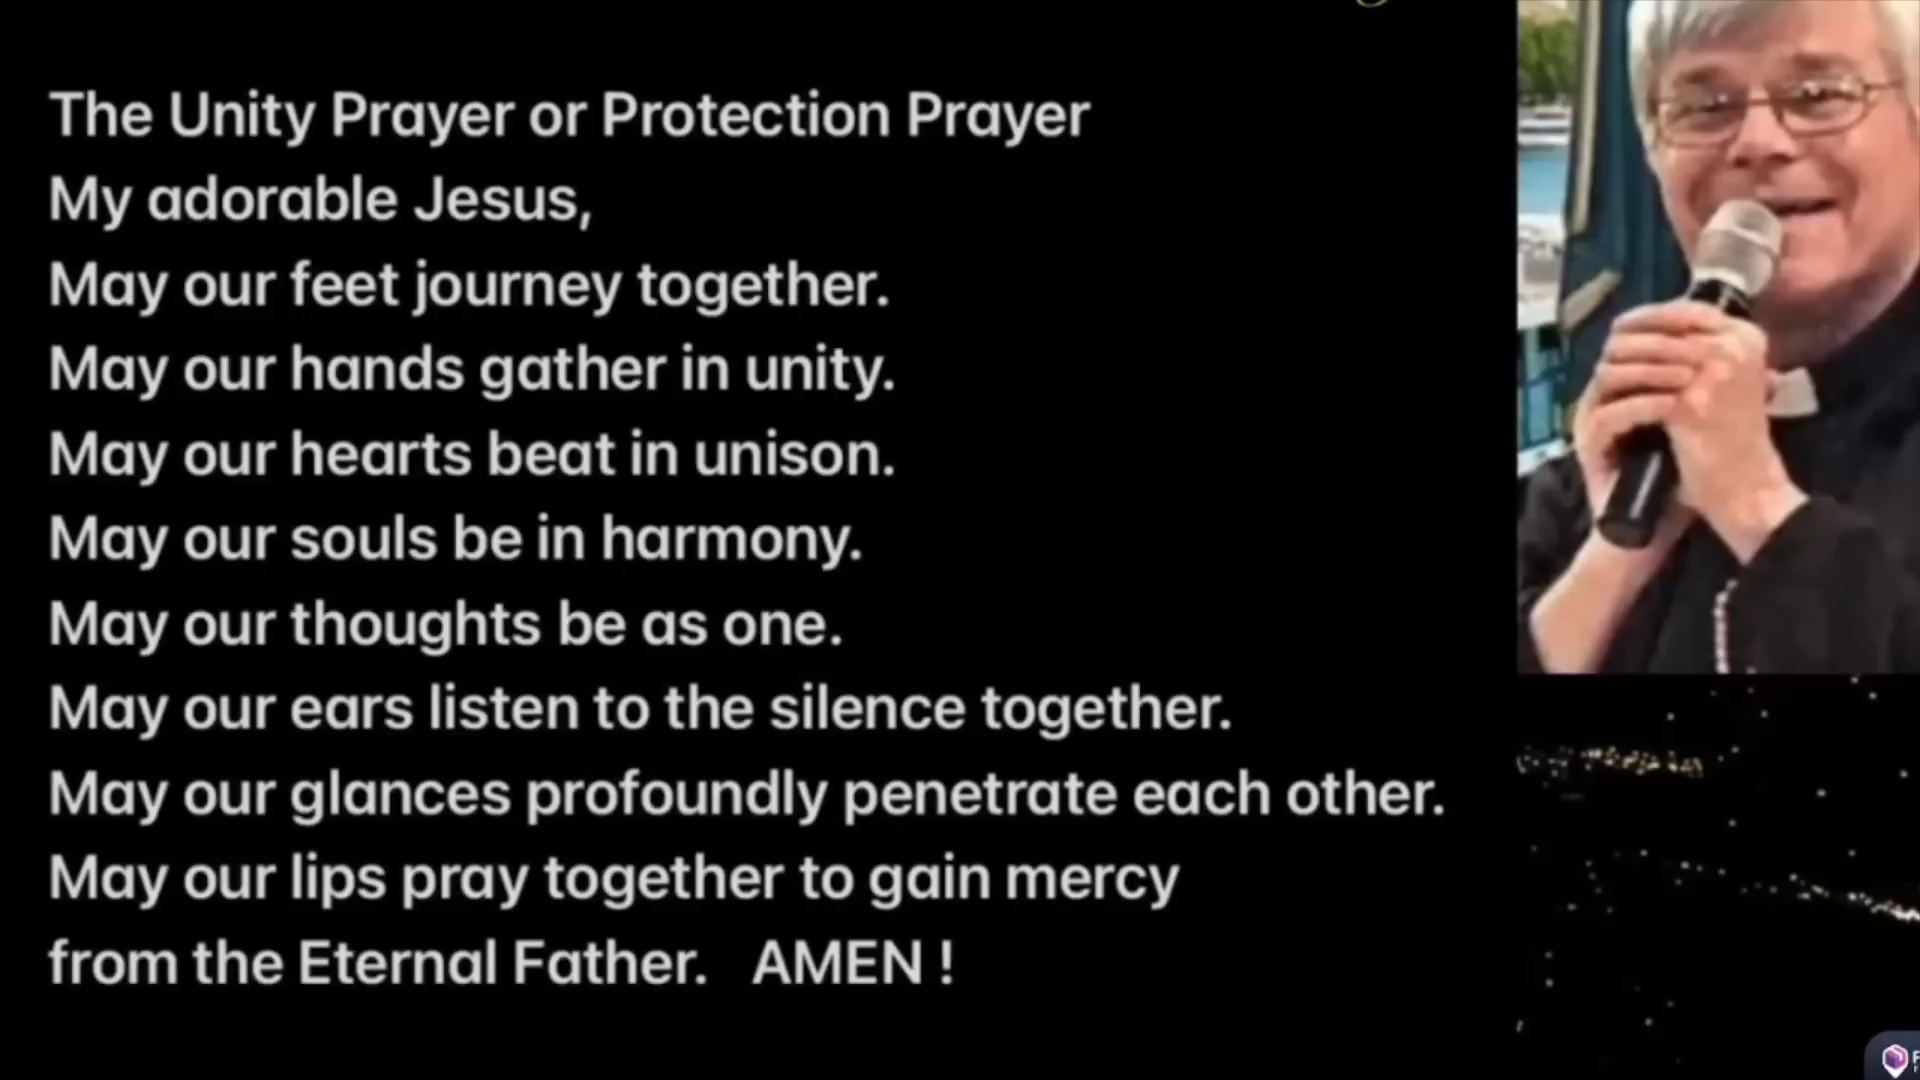 The Unity Prayer or Protection Prayer
My adorable Jesus,
May our feet journey together.
May our hands gather in unity.
May our hearts beat in unison.
May our souls be in harmony.
May our thoughts be as one.
May our ears listen to the silence together.
May our glances profoundly penetrate each other.
May our lips pray together to gain mercy
from the Eternal Father. AMEN !